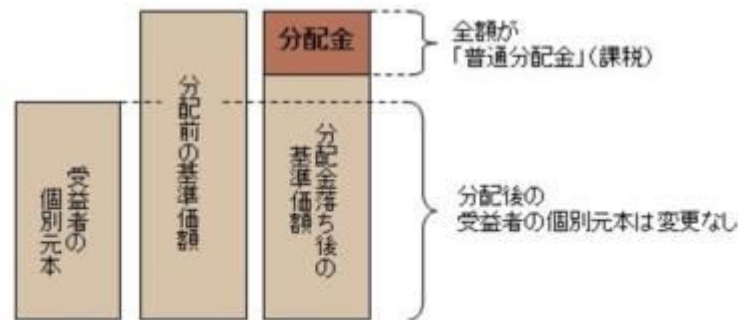 受益者の
個別元本
分配前の基準価額
分配金
分配金落ち後の
基準価額
全額が
「普通分配金」(課税)
分配後の
受益者の個別元本は変更なし